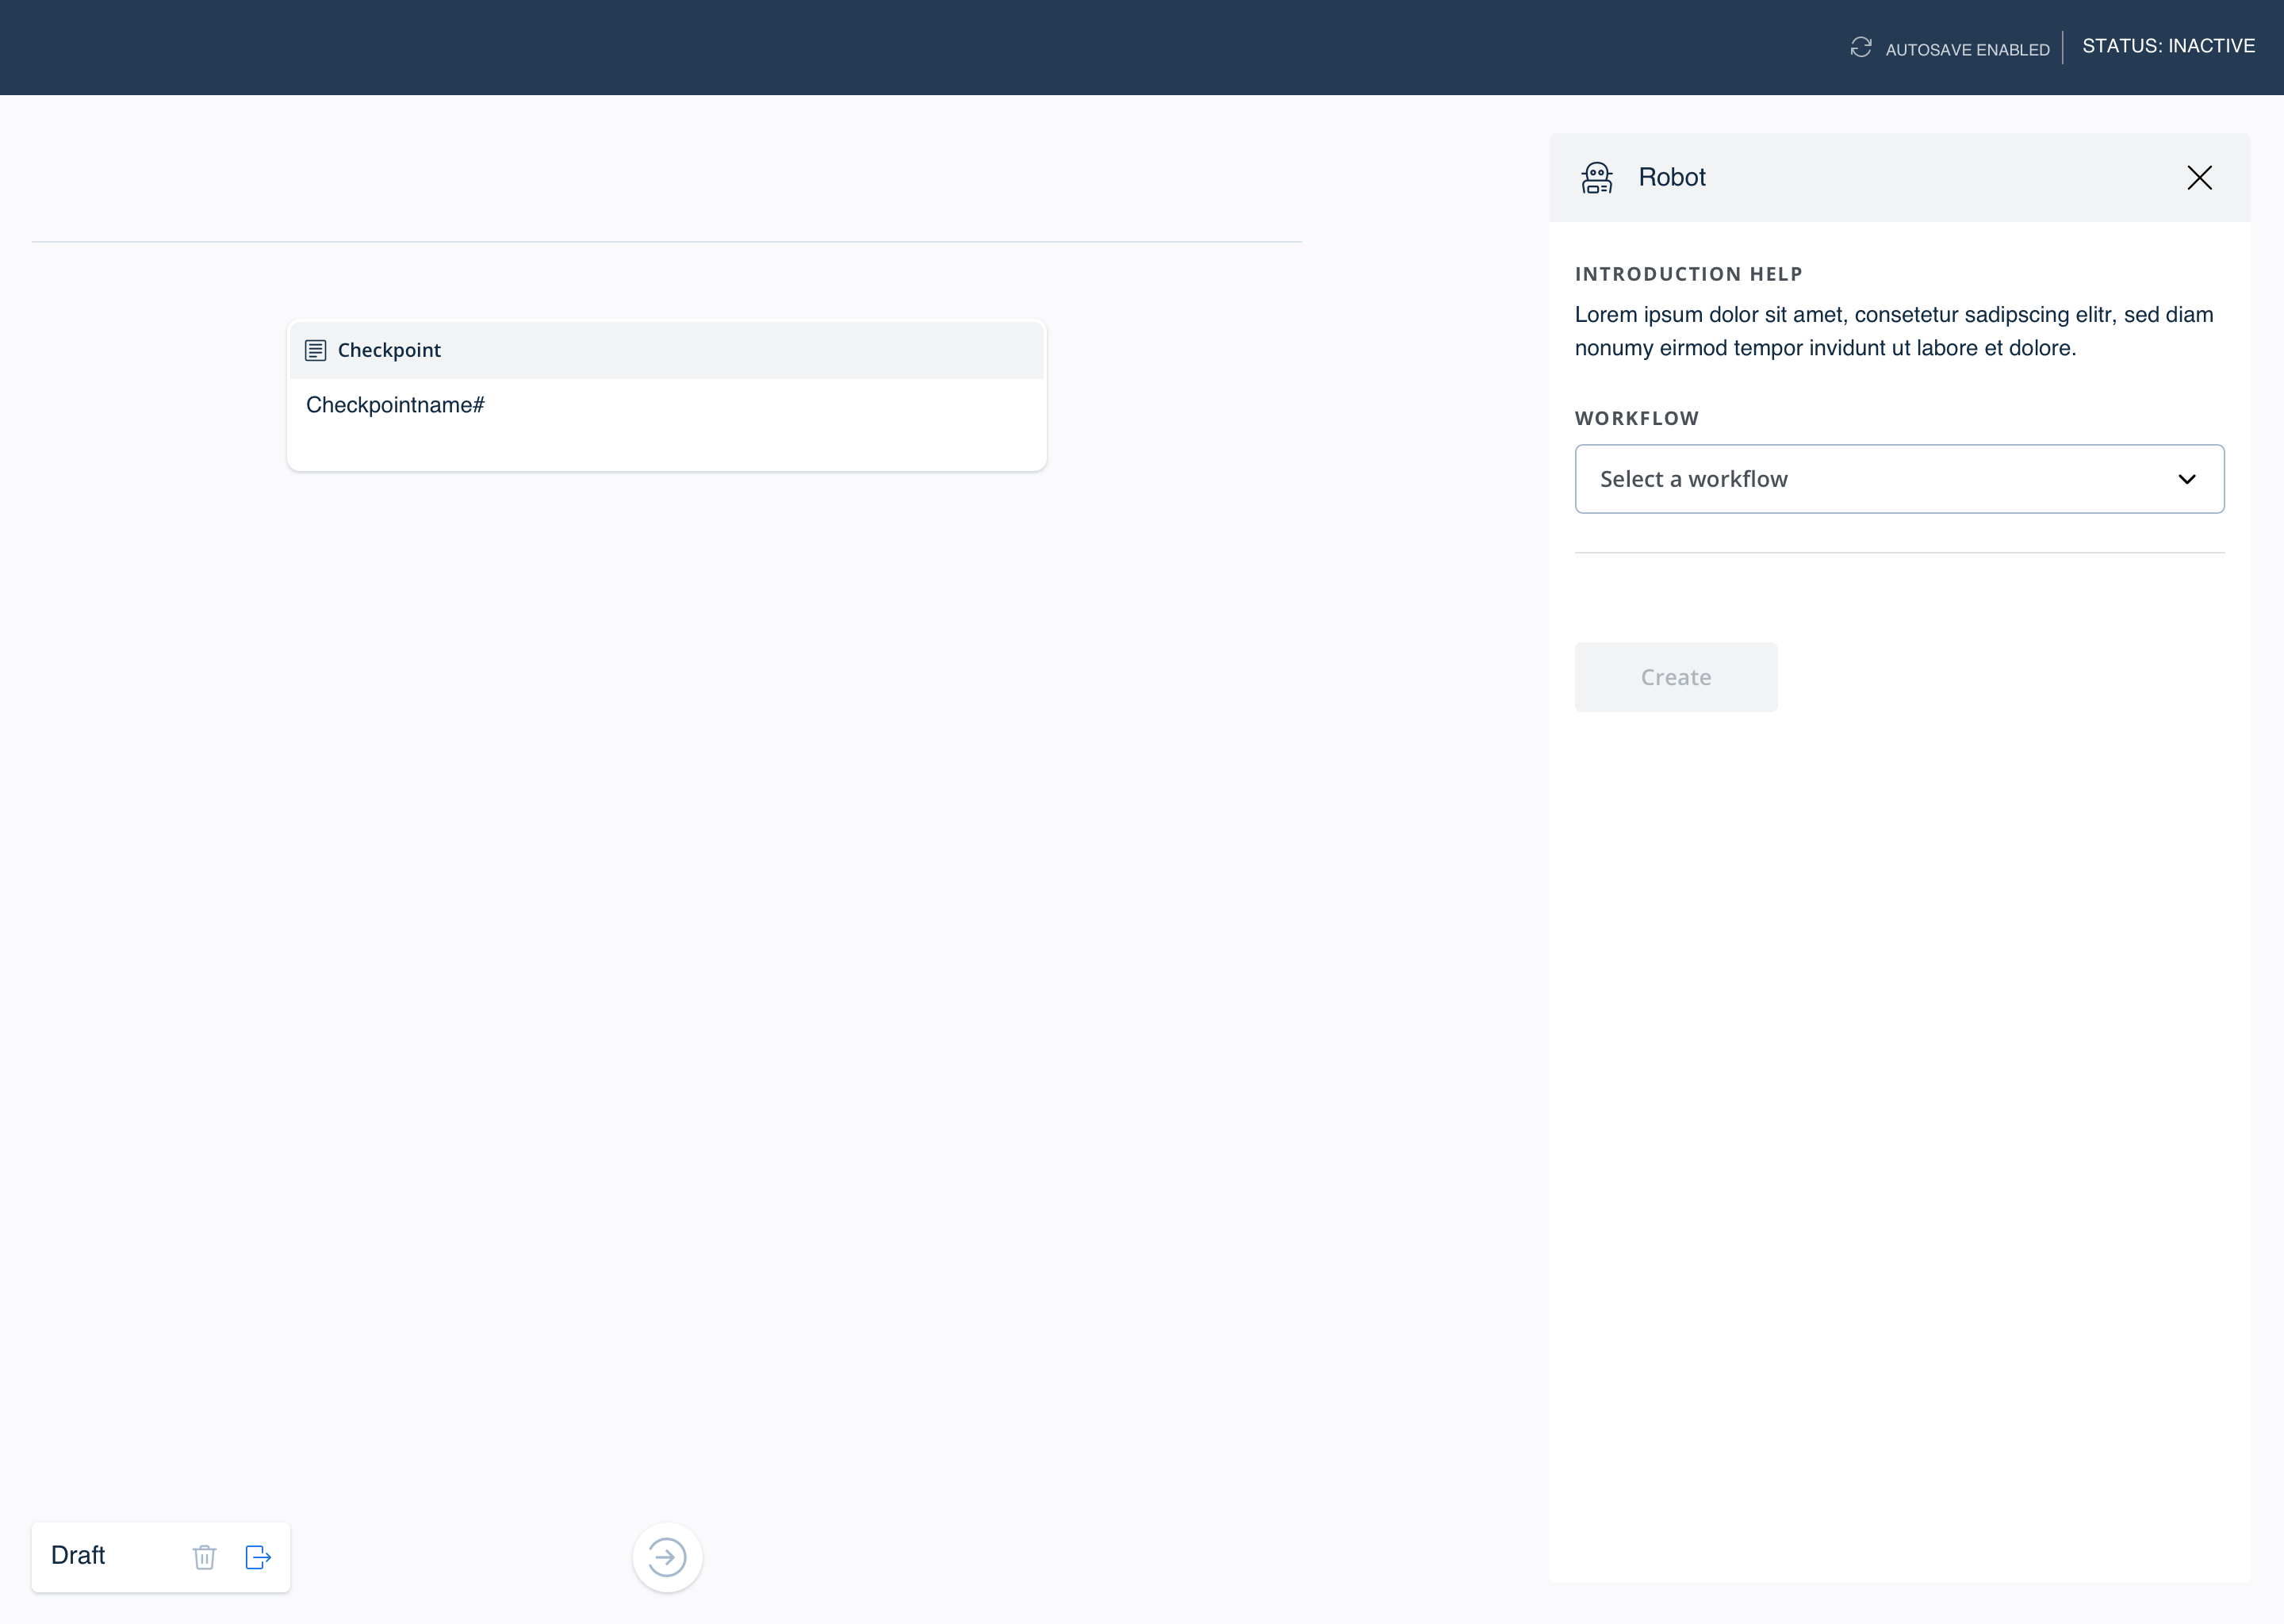 AUTOSAVE ENABLED
STATUS: INACTIVE
Robot
INTRODUCTION HELP
Lorem ipsum dolor sit amet, consetetur sadipscing elitr, sed diam
nonumy eirmod tempor invidunt ut labore et dolore.
WORKFLOW
Select a workflow
Create
Checkpoint
Checkpointname#
Draft